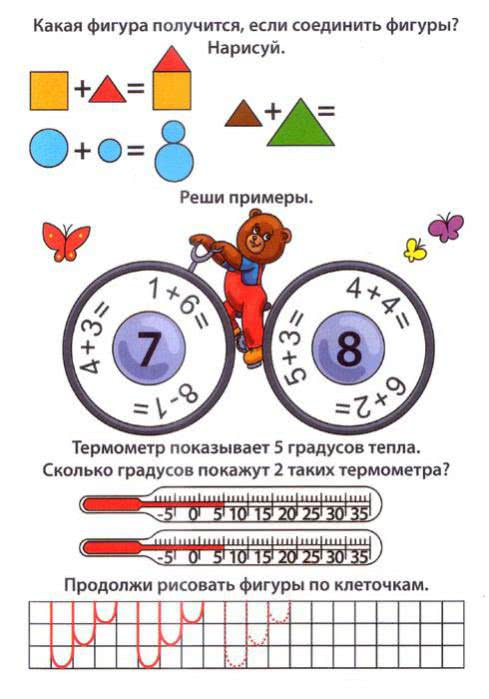 Какая фигура получится, если соединить фигуры?
Нарисуй.
+ =
+ =
+ =
Реши примеры.
1+6=
4+3=
7
8-1=
4+4=
5+3=
8
6+2=
Термометр показывает 5 градусов тепла.
Сколько градусов покажут 2 таких термометра?
-5 0 5 10 15 20 25 30 35
-5 0 5 10 15 20 25 30 35
Продолжи рисовать фигуры по клеточкам.